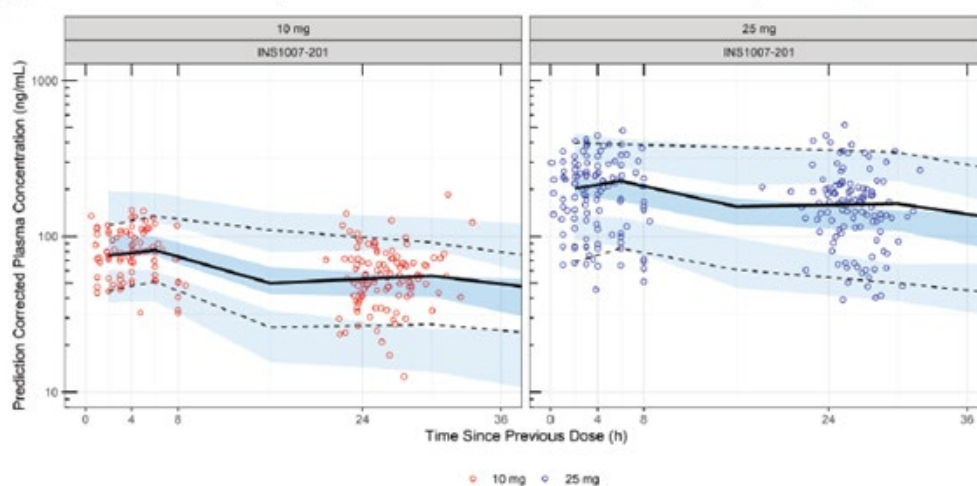 10 mg
25 mg
INS1007-201
INS1007-201
Prediction Corrected Plasma Concentration (ng/mL)
1000
100
10
0 4 8 24 36
0 4 8 24 36
Time Since Previous Dose (h)
10 mg 25 mg